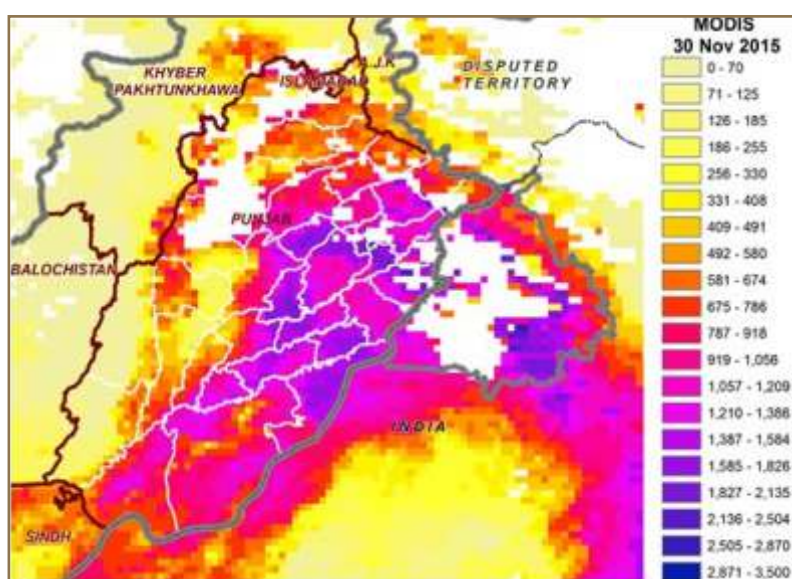 MODIS
30 Nov 2015
0 - 70
71 - 125
126 - 185
186 - 255
256 - 330
331 - 408
409 - 491
492 - 580
581 - 674
675 - 786
787 - 918
919 - 1,056
1,057 - 1,209
1,210 - 1,386
1,387 - 1,584
1,585 - 1,826
1,827 - 2,135
2,136 - 2,504
2,505 - 2,870
2,871 - 3,500
A.J.K
KHYBER
PAKHTUNKHAWA
ISLAMABAD
DISPUTED
TERRITORY
PUNJAB
BALOCHISTAN
INDIA
SINDH